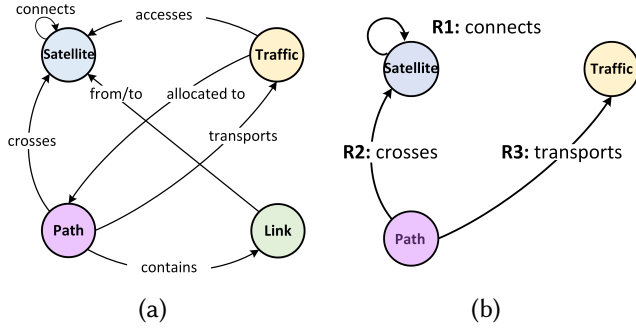 connects
accesses
Satellite
Traffic
from/to
allocated to
crosses
transports
Path
Link
contains
(a)
R1: connects
Satellite
Traffic
R2: crosses
R3: transports
Path
(b)